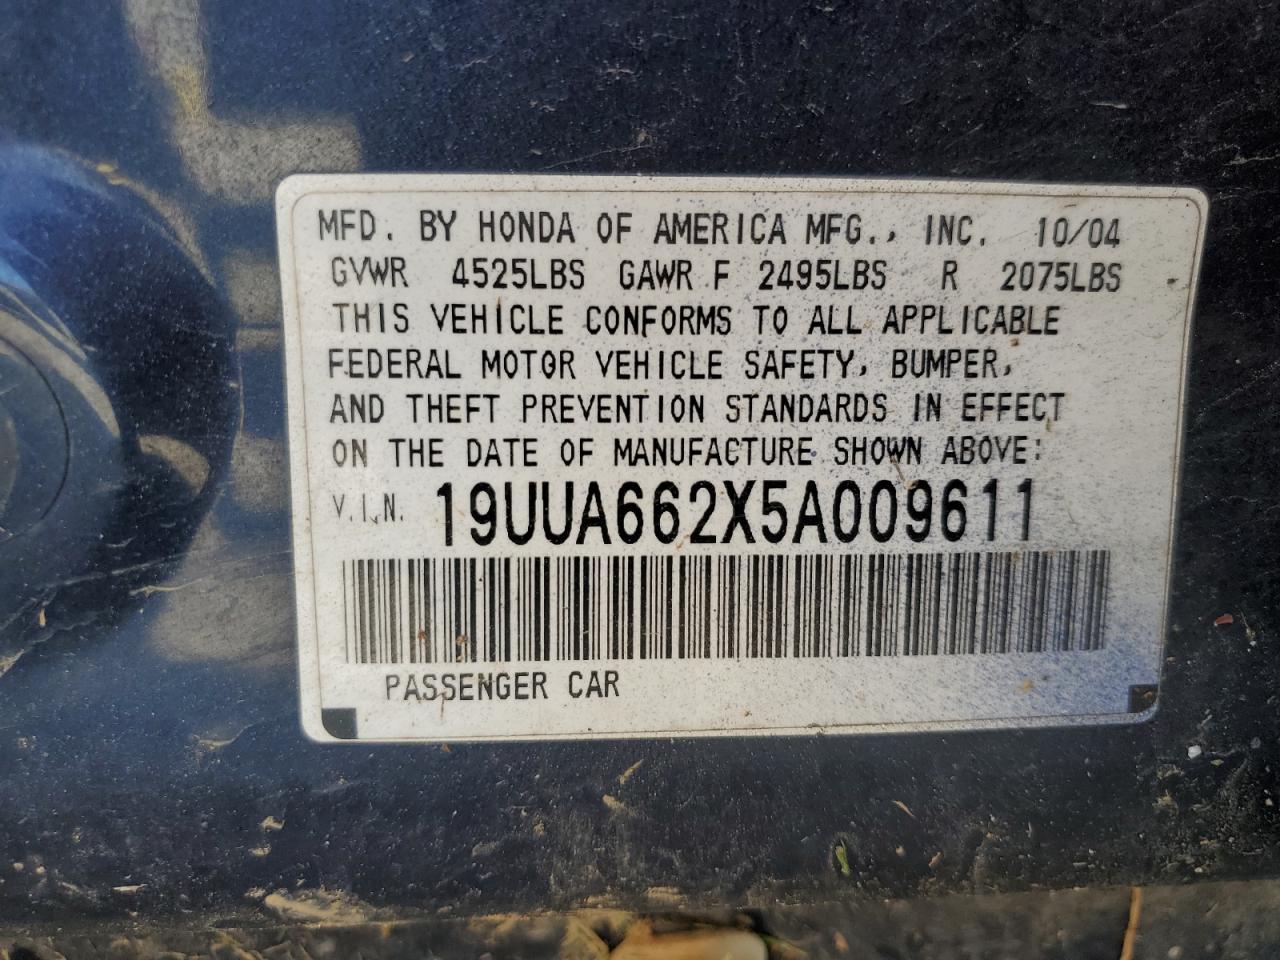 MFD. BY HONDA OF AMERICA MFG., INC. 10/04
GVWR 4525LBS GAWR F 2495LBS R 2075LBS
THIS VEHICLE CONFORMS TO ALL APPLICABLE
FEDERAL MOTOR VEHICLE SAFETY, BUMPER,
AND THEFT PREVENTION STANDARDS IN EFFECT
ON THE DATE OF MANUFACTURE SHOWN ABOVE:
V.I.N. 19UUA662X5A009611
PASSENGER CAR